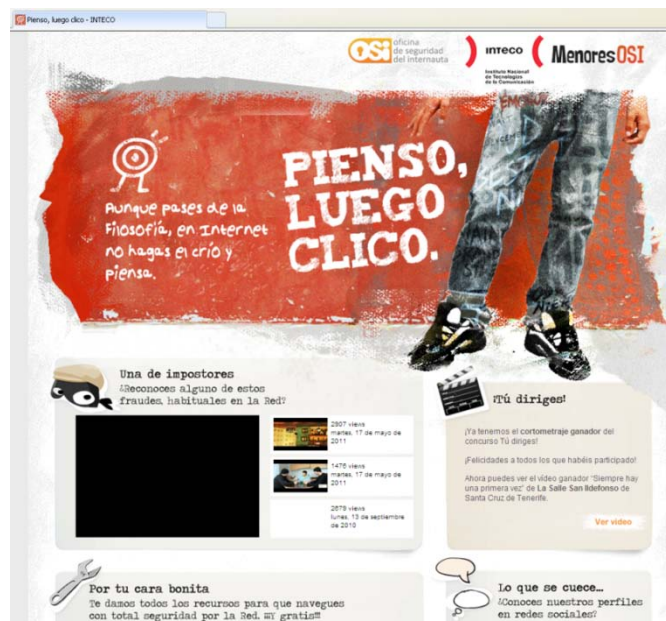 Pienso, luego clico - INTECO
OSi oficina
de seguridad
del internauta
INTECO
Instituto Nacional
de Tecnologías
de la Comunicación
Menores OSI
Aunque pases de la
Filosofía, en Internet
no hagas el crío y
piensa.
PIENSO,
LUEGO
CLICO.
Una de impostores
¿Reconoces alguno de estos
fraudes, habituales en la Red?
2807 views
martes, 17 de mayo de
2011
1476 views
martes, 17 de mayo de
2011
2679 views
lunes, 13 de septiembre
de 2010
¡Tú diriges!
¡Ya tenemos el cortometraje ganador del
concurso Tú diriges!
¡Felicidades a todos los que habéis participado!
Ahora puedes ver el vídeo ganador "Siempre hay
una primera vez" de La Salle San Ildefonso de
Santa Cruz de Tenerife.
Ver vídeo
Por tu cara bonita
Te damos todos los recursos para que navegues
con total seguridad por la Red. ¡¡¡Y gratis!!!
Lo que se cuece...
¿Conoces nuestros perfiles
en redes sociales?